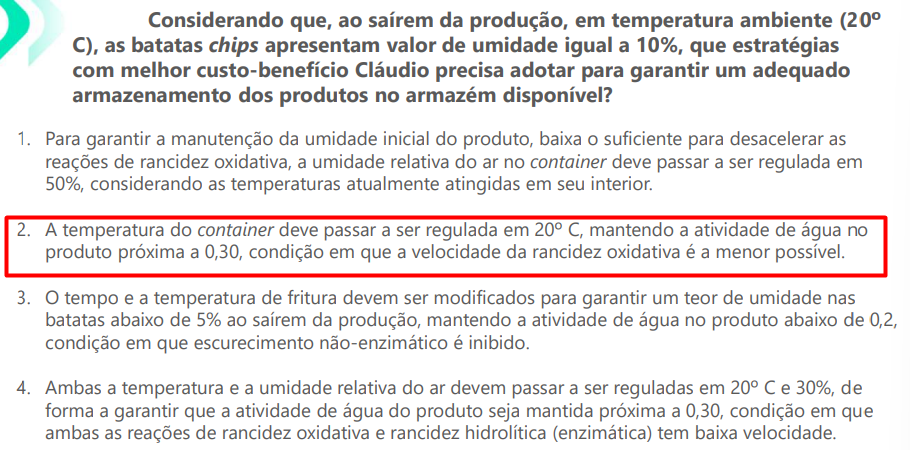 Considerando que, ao saírem da produção, em temperatura ambiente (20º
C), as batatas chips apresentam valor de umidade igual a 10%, que estratégias
com melhor custo-benefício Cláudio precisa adotar para garantir um adequado
armazenamento dos produtos no armazém disponível?
1. Para garantir a manutenção da umidade inicial do produto, baixa o suficiente para desacelerar as
reações de rancidez oxidativa, a umidade relativa do ar no container deve passar a ser regulada em
50%, considerando as temperaturas atualmente atingidas em seu interior.
2. A temperatura do container deve passar a ser regulada em 20º C, mantendo a atividade de água no
produto próxima a 0,30, condição em que a velocidade da rancidez oxidativa é a menor possível.
3. O tempo e a temperatura de fritura devem ser modificados para garantir um teor de umidade nas
batatas abaixo de 5% ao saírem da produção, mantendo a atividade de água no produto abaixo de 0,2,
condição em que escurecimento não-enzimático é inibido.
4. Ambas a temperatura e a umidade relativa do ar devem passar a ser reguladas em 20º C e 30%, de
forma a garantir que a atividade de água do produto seja mantida próxima a 0,30, condição em que
ambas as reações de rancidez oxidativa e rancidez hidrolítica (enzimática) tem baixa velocidade.